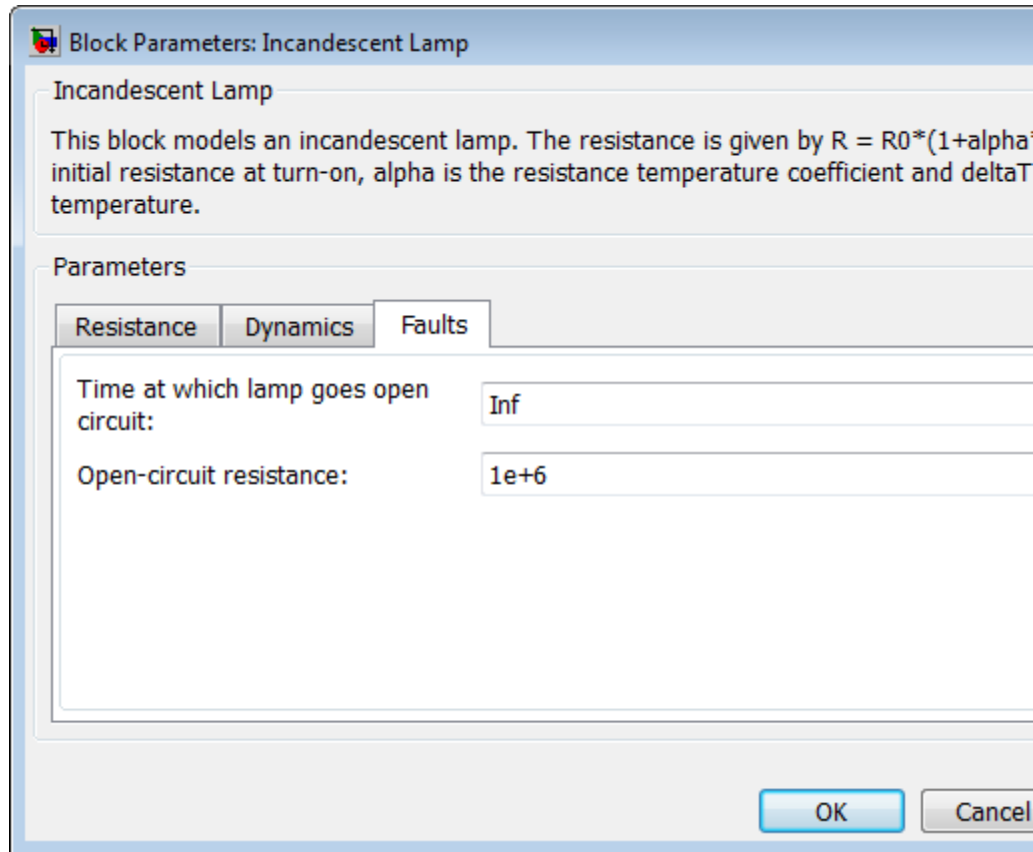 Block Parameters: Incandescent Lamp
Incandescent Lamp
This block models an incandescent lamp. The resistance is given by R = R0*(1+alpha*
initial resistance at turn-on, alpha is the resistance temperature coefficient and deltaT
temperature.
Parameters
Resistance Dynamics Faults
Time at which lamp goes open
circuit:
Inf
Open-circuit resistance: 1e+6
OK Cancel